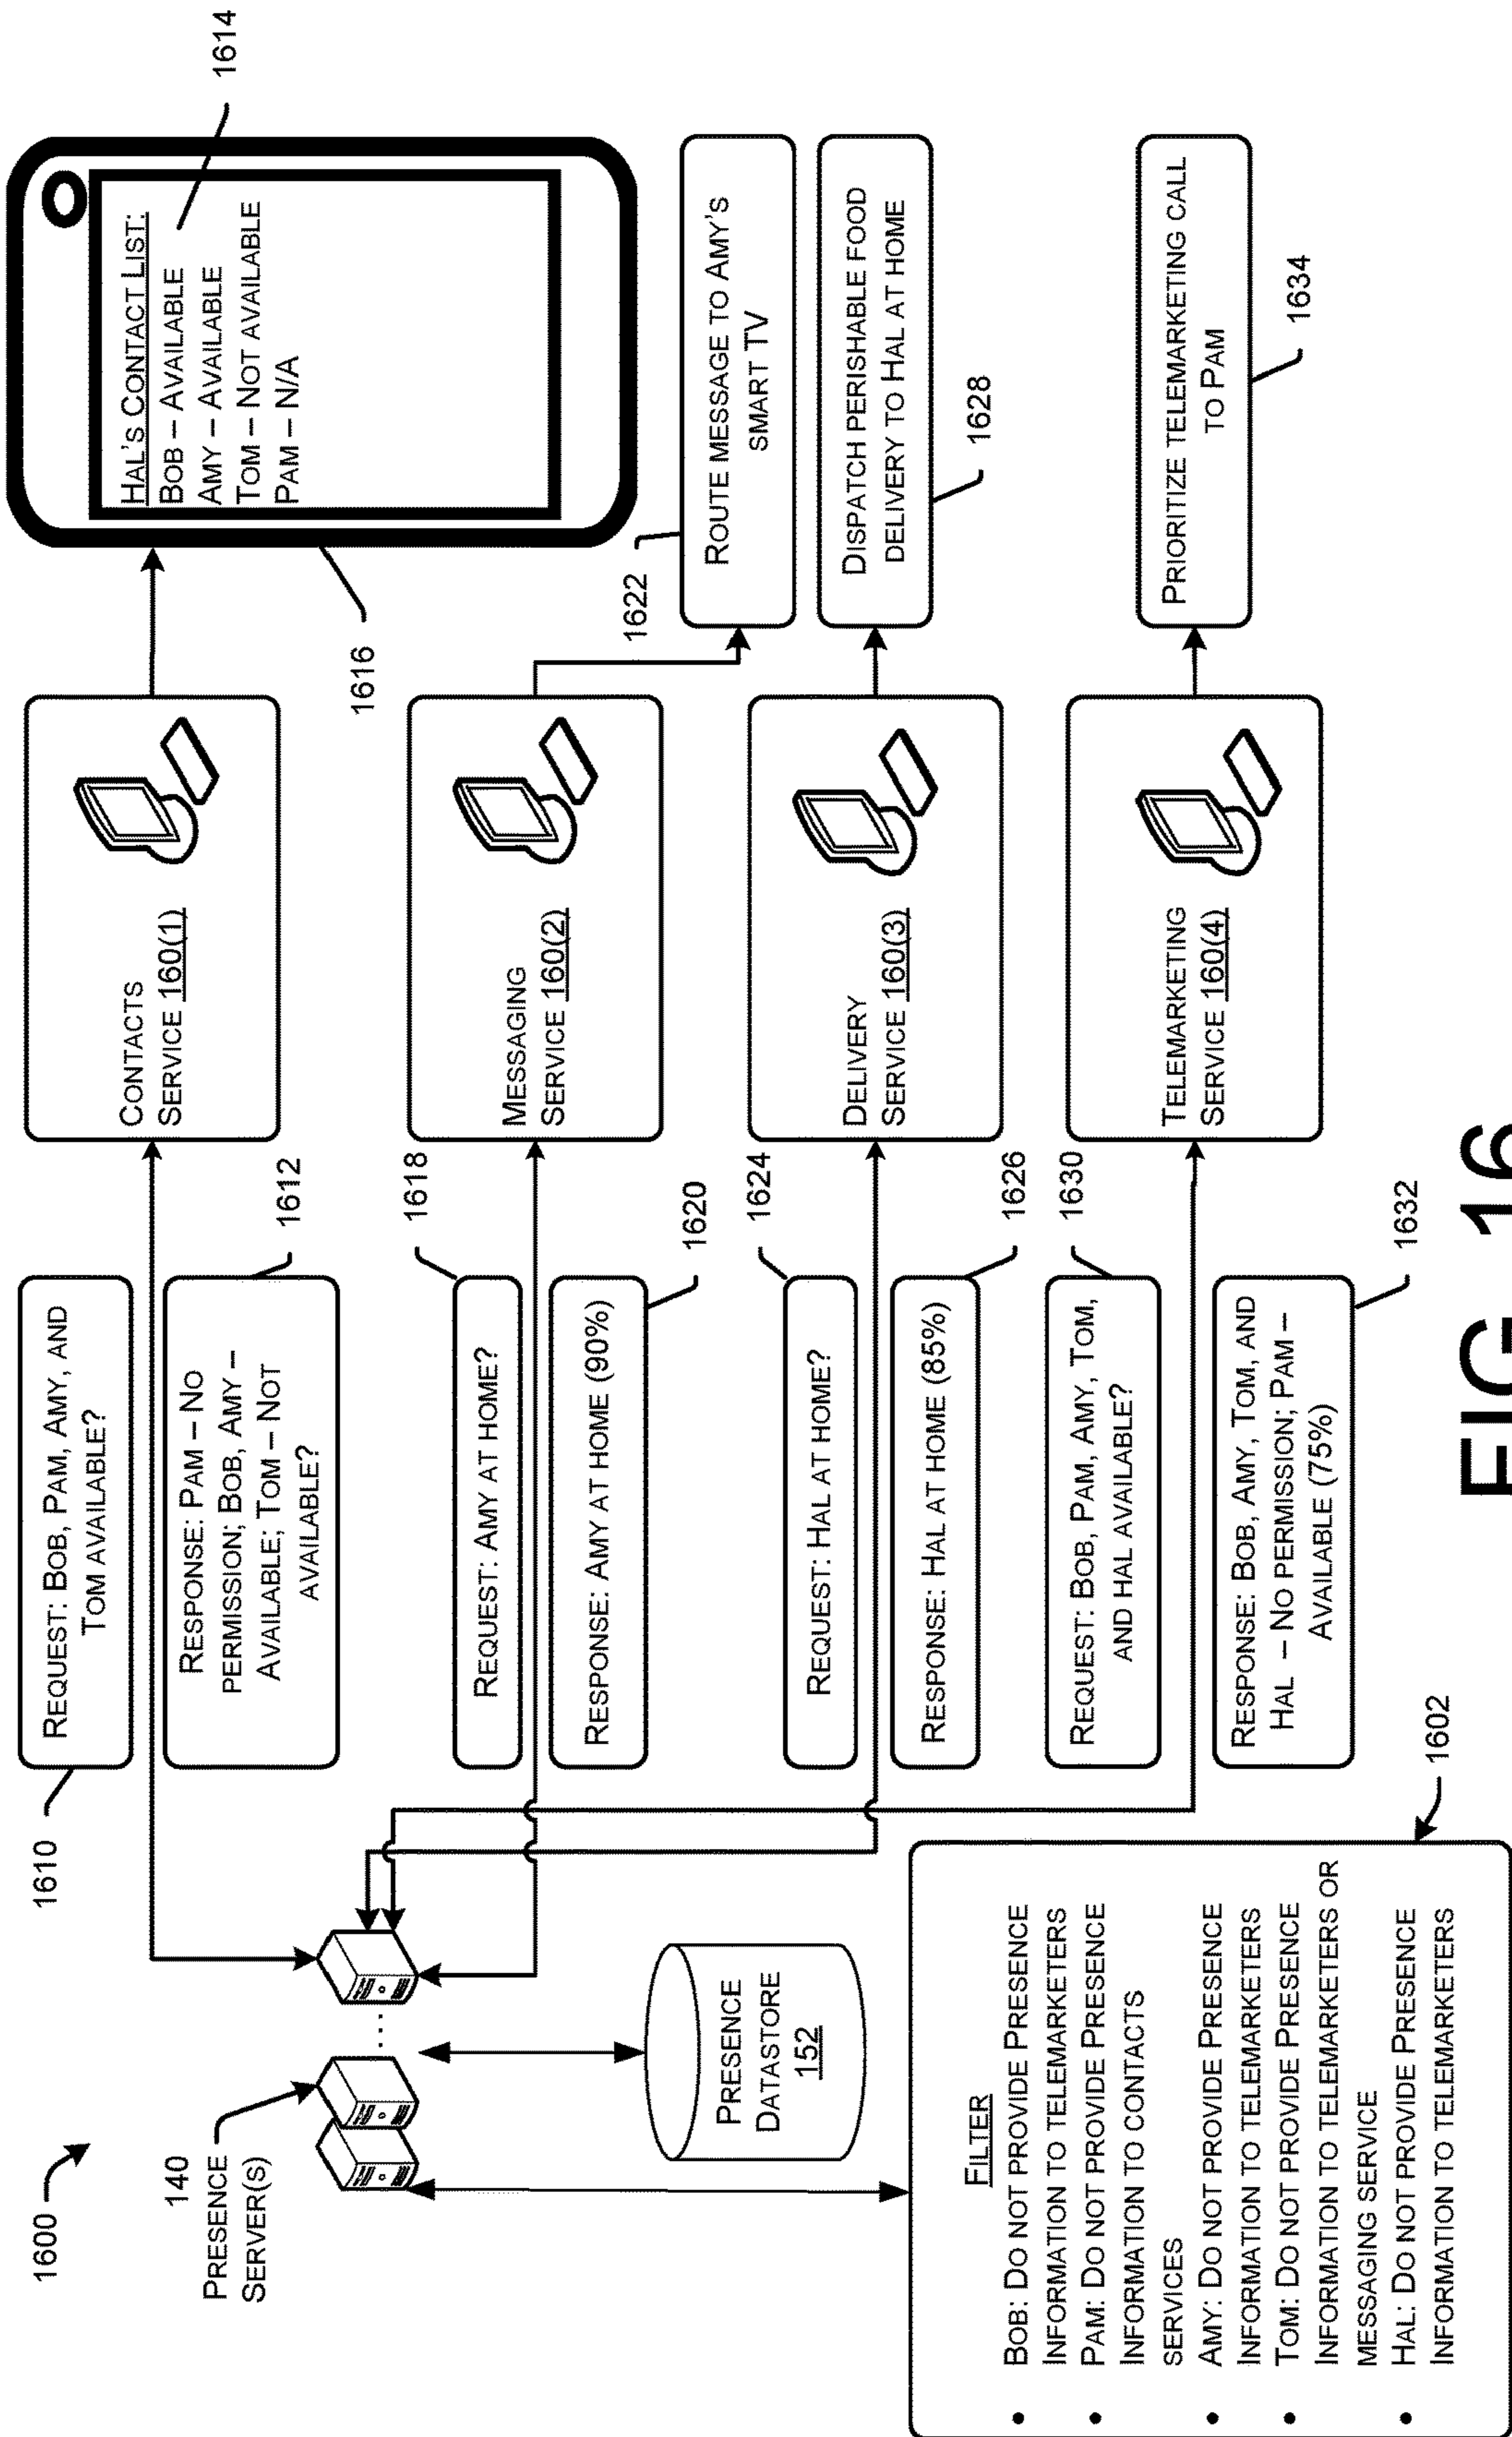 1600
140
PRESENCE
SERVER(S)
PRESENCE
DATASTORE
152
FILTER
• BOB: DO NOT PROVIDE PRESENCE
INFORMATION TO TELEMARKETERS
• PAM: DO NOT PROVIDE PRESENCE
INFORMATION TO CONTACTS
SERVICES
• AMY: DO NOT PROVIDE PRESENCE
INFORMATION TO TELEMARKETERS
• TOM: DO NOT PROVIDE PRESENCE
INFORMATION TO TELEMARKETERS OR
MESSAGING SERVICE
• HAL: DO NOT PROVIDE PRESENCE
INFORMATION TO TELEMARKETERS
1602
1610
REQUEST: BOB, PAM, AMY, AND
TOM AVAILABLE?
RESPONSE: PAM – NO
PERMISSION; BOB, AMY –
AVAILABLE; TOM – NOT
AVAILABLE?
1612
CONTACTS
SERVICE 160(1)
1616
HAL'S CONTACT LIST:
BOB – AVAILABLE
AMY – AVAILABLE
TOM – NOT AVAILABLE
PAM – N/A
1614
REQUEST: AMY AT HOME?
1618
RESPONSE: AMY AT HOME (90%)
1620
MESSAGING
SERVICE 160(2)
1622
ROUTE MESSAGE TO AMY'S
SMART TV
REQUEST: HAL AT HOME?
1624
RESPONSE: HAL AT HOME (85%)
1626
DELIVERY
SERVICE 160(3)
DISPATCH PERISHABLE FOOD
DELIVERY TO HAL AT HOME
1628
REQUEST: BOB, PAM, AMY, TOM,
AND HAL AVAILABLE?
1630
RESPONSE: BOB, AMY, TOM, AND
HAL – NO PERMISSION; PAM –
AVAILABLE (75%)
1632
TELEMARKETING
SERVICE 160(4)
PRIORITIZE TELEMARKETING CALL
TO PAM
1634
FIG. 16